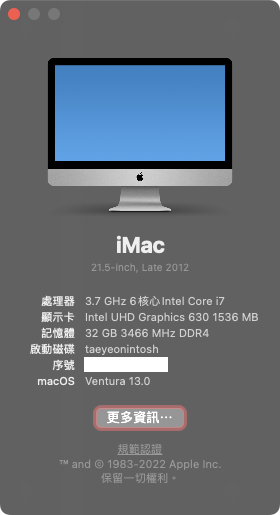 iMac
21.5-inch, Late 2012
處理器 3.7 GHz 6核心Intel Core i7
顯示卡 Intel UHD Graphics 630 1536 MB
記憶體 32 GB 3466 MHz DDR4
啟動磁碟 taeyeonintosh
序號
macOS Ventura 13.0
更多資訊⋯
規範認證
™ and © 1983-2022 Apple Inc.
保留一切權利。